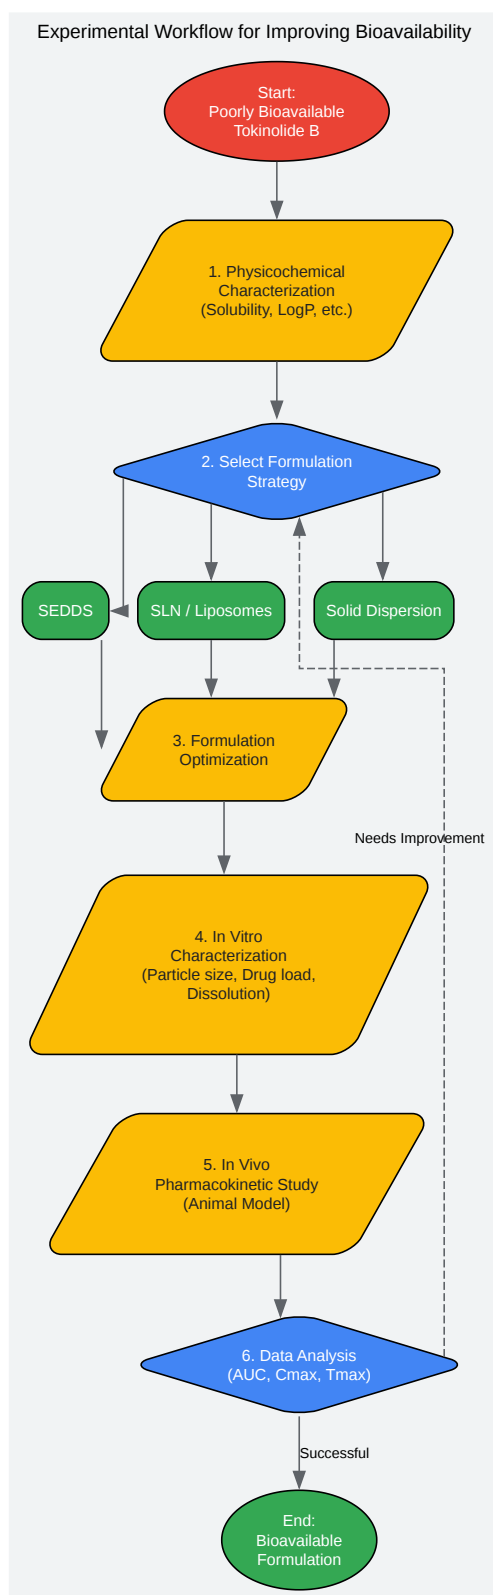 Experimental Workflow for Improving Bioavailability
Start:
Poorly Bioavailable
Tokinolide B
1. Physicochemical
Characterization
(Solubility, LogP, etc.)
2. Select Formulation
Strategy
SEDDS
SLN / Liposomes
Solid Dispersion
3. Formulation
Optimization
Needs Improvement
4. In Vitro
Characterization
(Particle size, Drug load,
Dissolution)
5. In Vivo
Pharmacokinetic Study
(Animal Model)
6. Data Analysis
(AUC, Cmax, Tmax)
Successful
End:
Bioavailable
Formulation